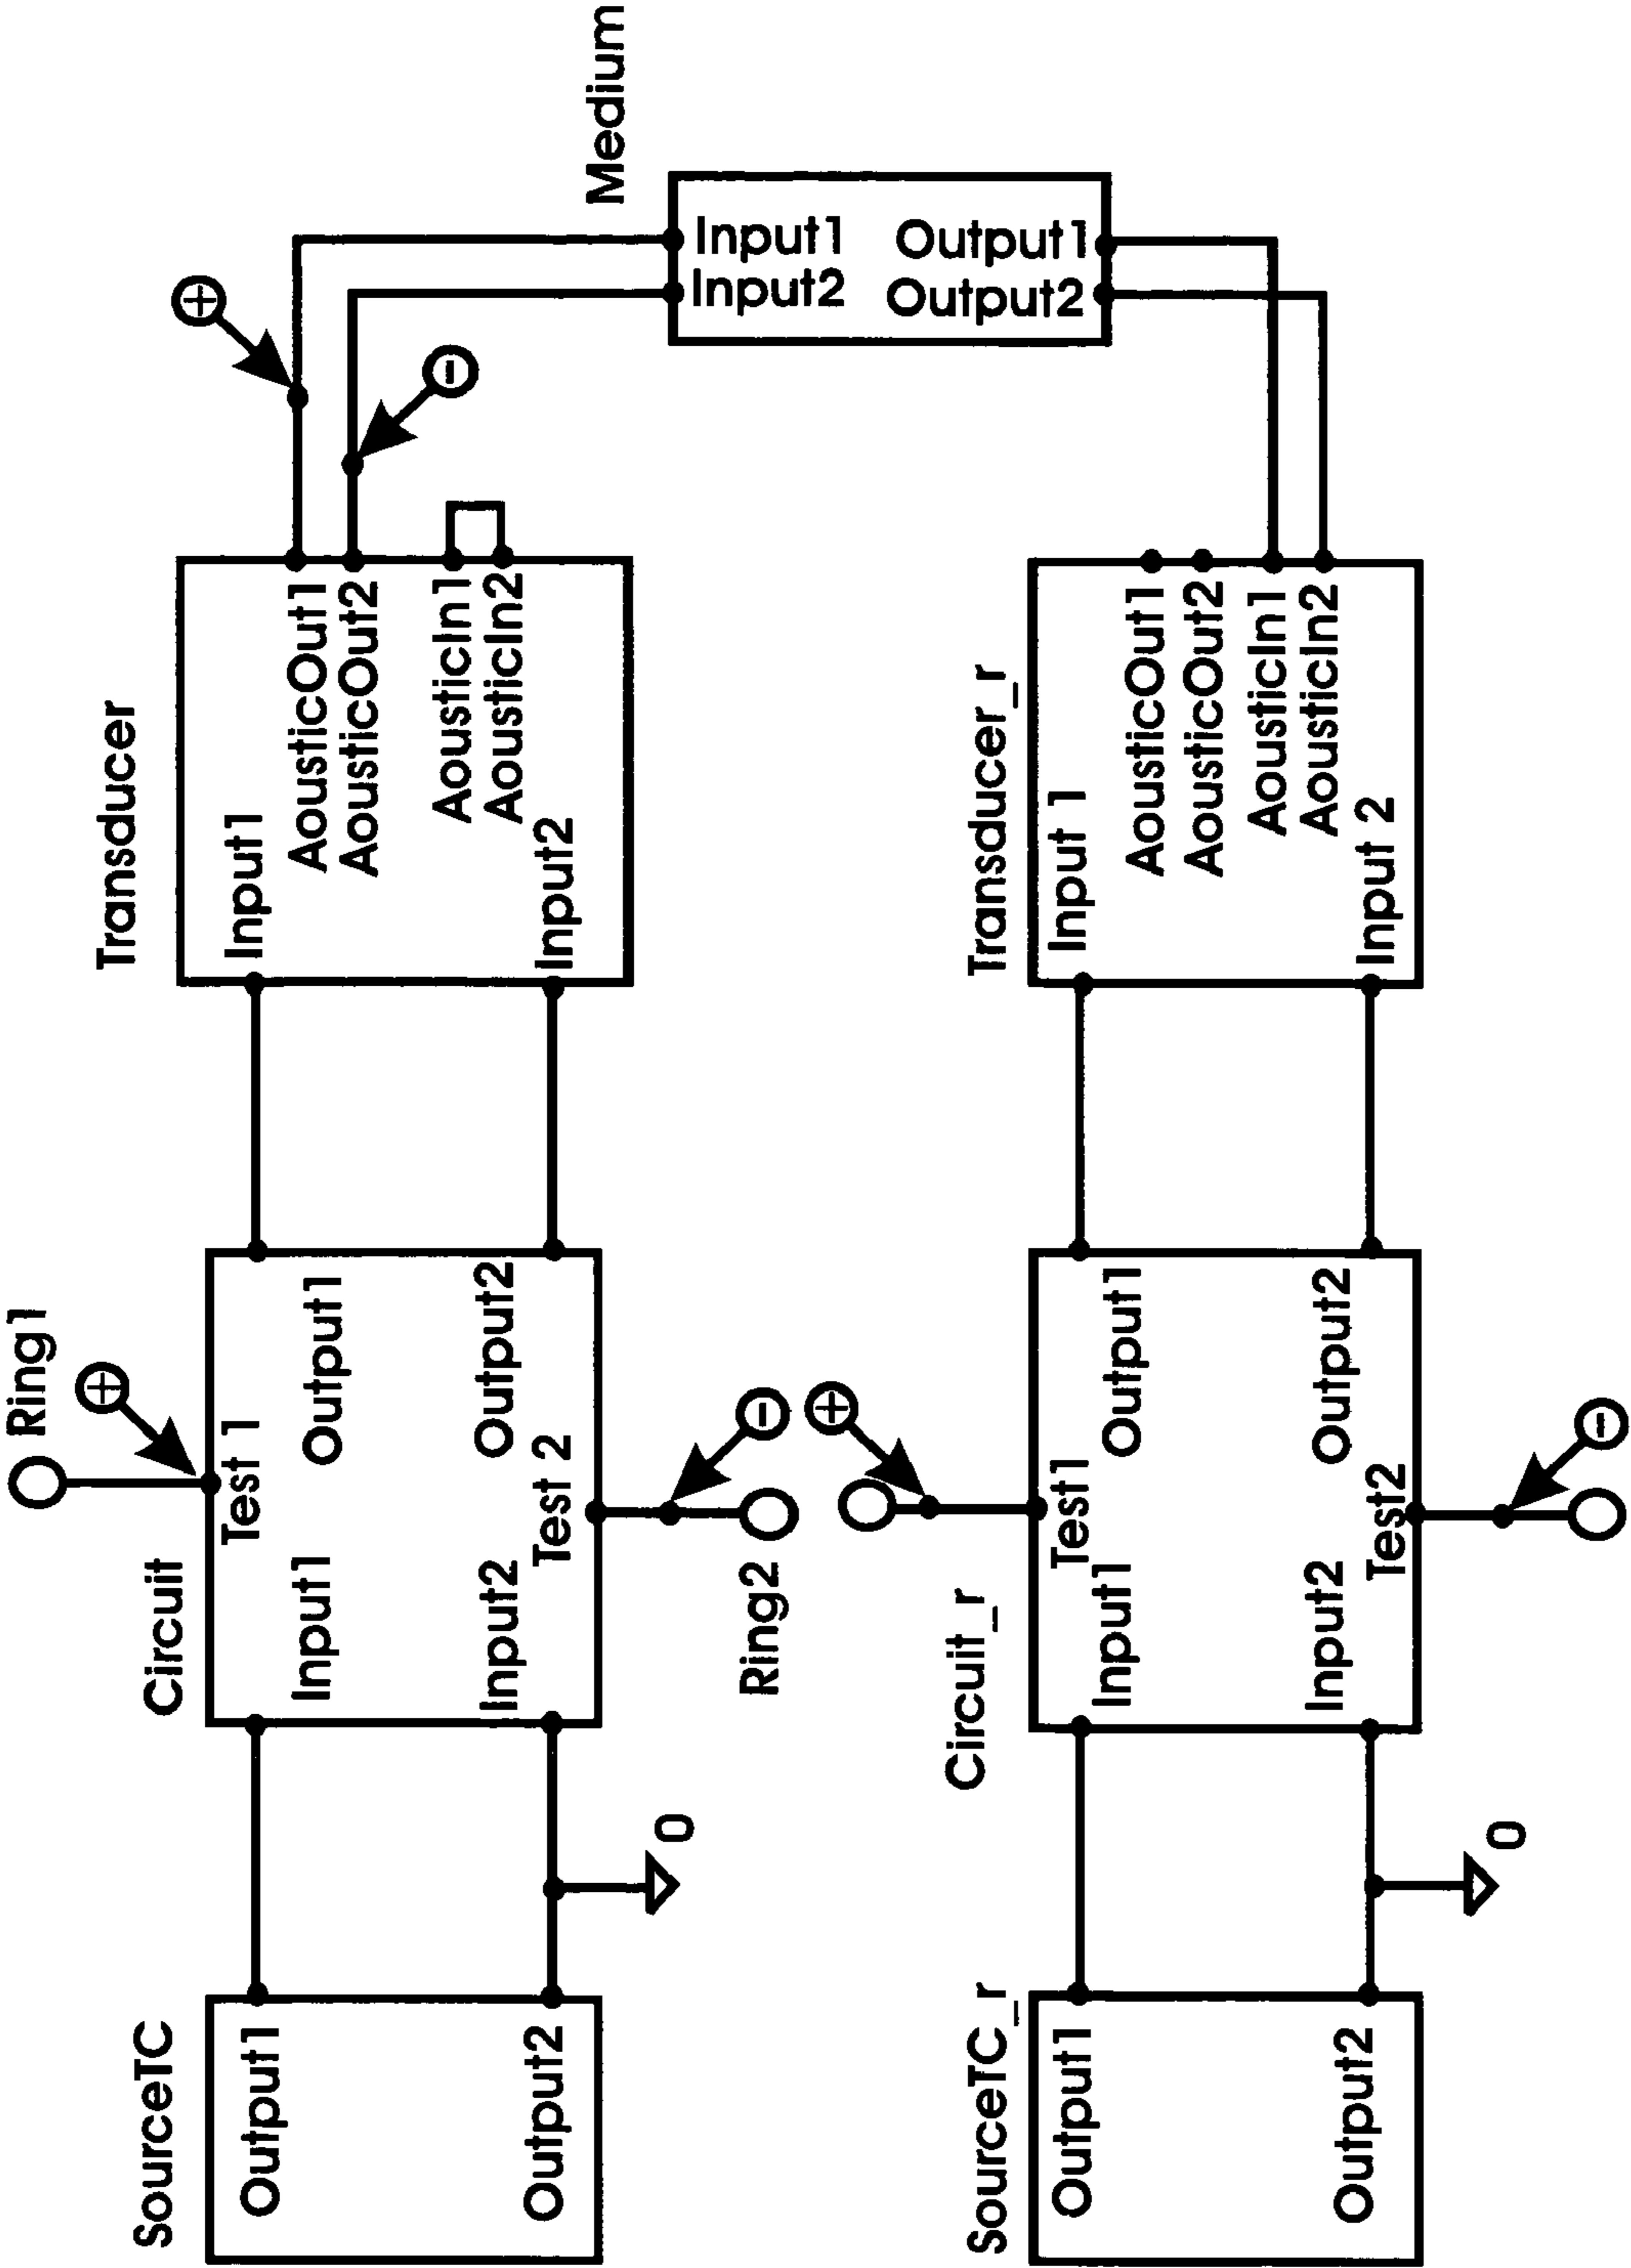 Medium
Input1
Input2
Output1
Output2
Transducer
Input1
AousticOut1
AousticOut2
AousticIn1
AousticIn2
Input2
Transducer_r
Input 1
AousticOut1
AousticOut2
AousticIn1
AousticIn2
Input 2
Ring1
+
-
+
Circuit
Test 1
Input1
Output1
Input2
Output2
Test 2
-
Ring2
+
Circuit_r
Test1
Input1
Output1
Input2
Output2
Test2
-
SourceTC
Output1
Output2
0
SourceTC_r
Output1
Output2
0